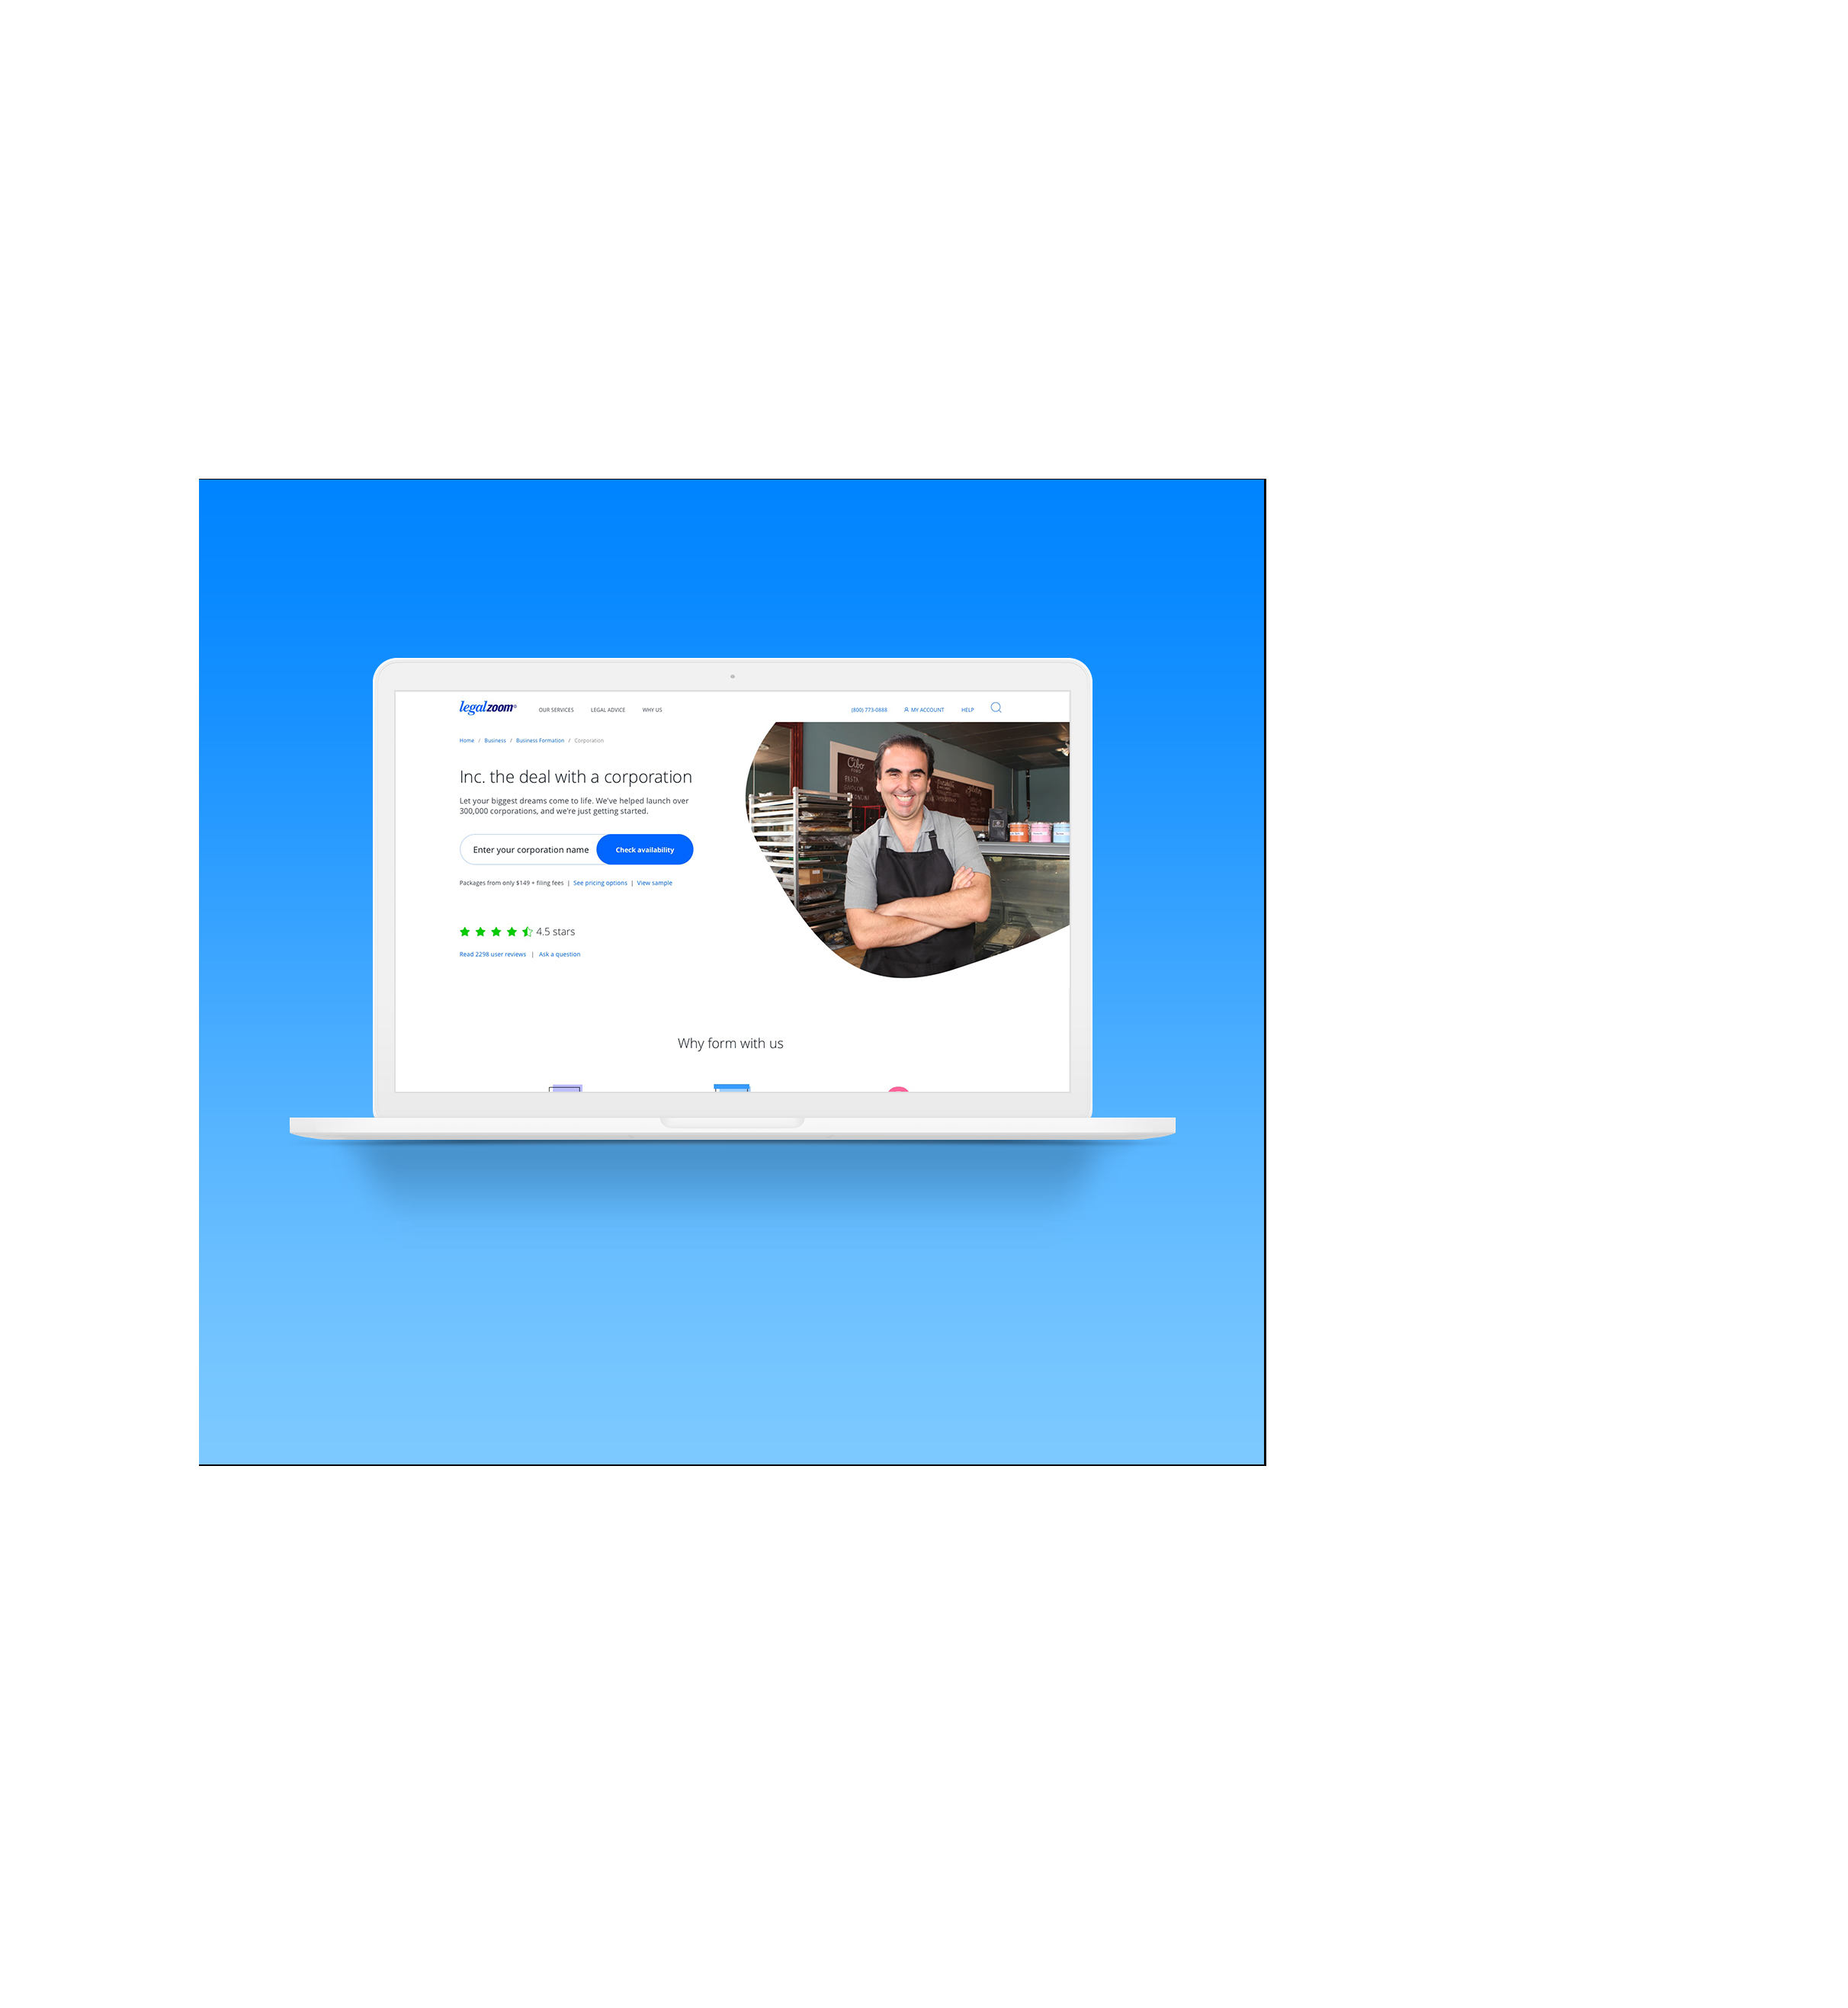 legalzoom®
OUR SERVICES LEGAL ADVICE WHY US
(800) 773-0888 MY ACCOUNT HELP
Home / Business / Business Formation / Corporation
Inc. the deal with a corporation
Let your biggest dreams come to life. We've helped launch over
300,000 corporations, and we're just getting started.
Enter your corporation name Check availability
Packages from only $149 + filing fees | See pricing options | View sample
4.5 stars
Read 2298 user reviews | Ask a question
Cibo
PASTA
Why form with us